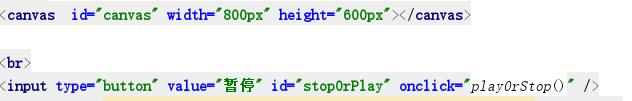 <canvas  id="canvas" width="800px" height="600px"></canvas>
<br>
<input type="button" value="暂停" id="stopOrPlay" onclick="playOrStop()" />